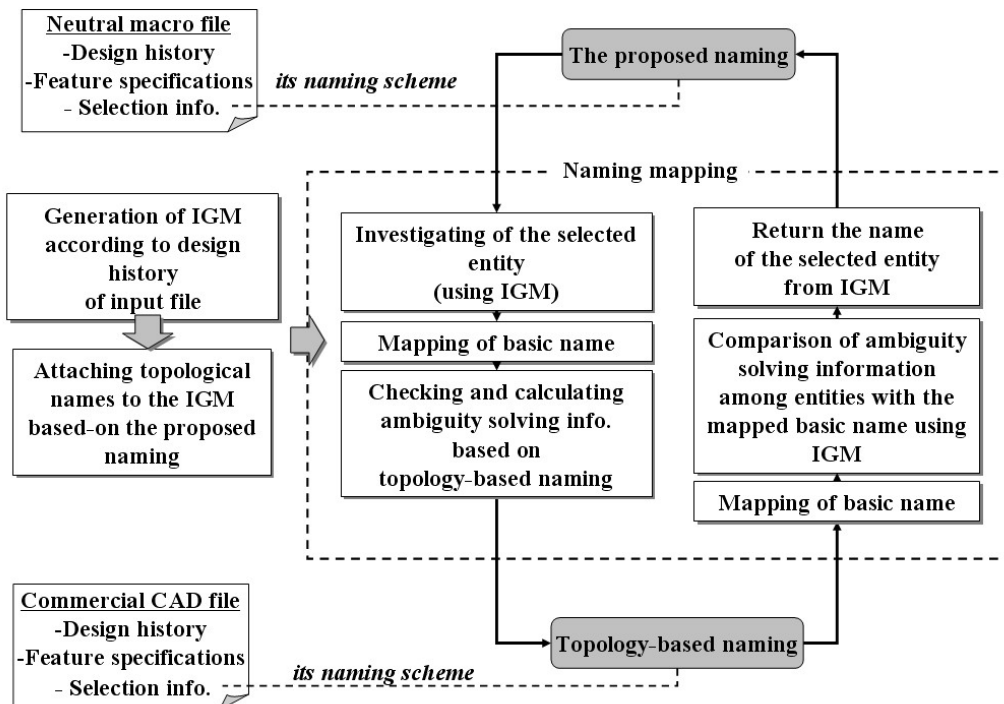 Neutral macro file
-Design history
-Feature specifications
- Selection info.
its naming scheme
The proposed naming
Naming mapping
Generation of IGM
according to design
history
of input file
Attaching topological
names to the IGM
based-on the proposed
naming
Investigating of the selected
entity
(using IGM)
Mapping of basic name
Checking and calculating
ambiguity solving info.
based on
topology-based naming
Return the name
of the selected entity
from IGM
Comparison of ambiguity
solving information
among entities with the
mapped basic name using
IGM
Mapping of basic name
Commercial CAD file
-Design history
-Feature specifications
- Selection info.
its naming scheme
Topology-based naming